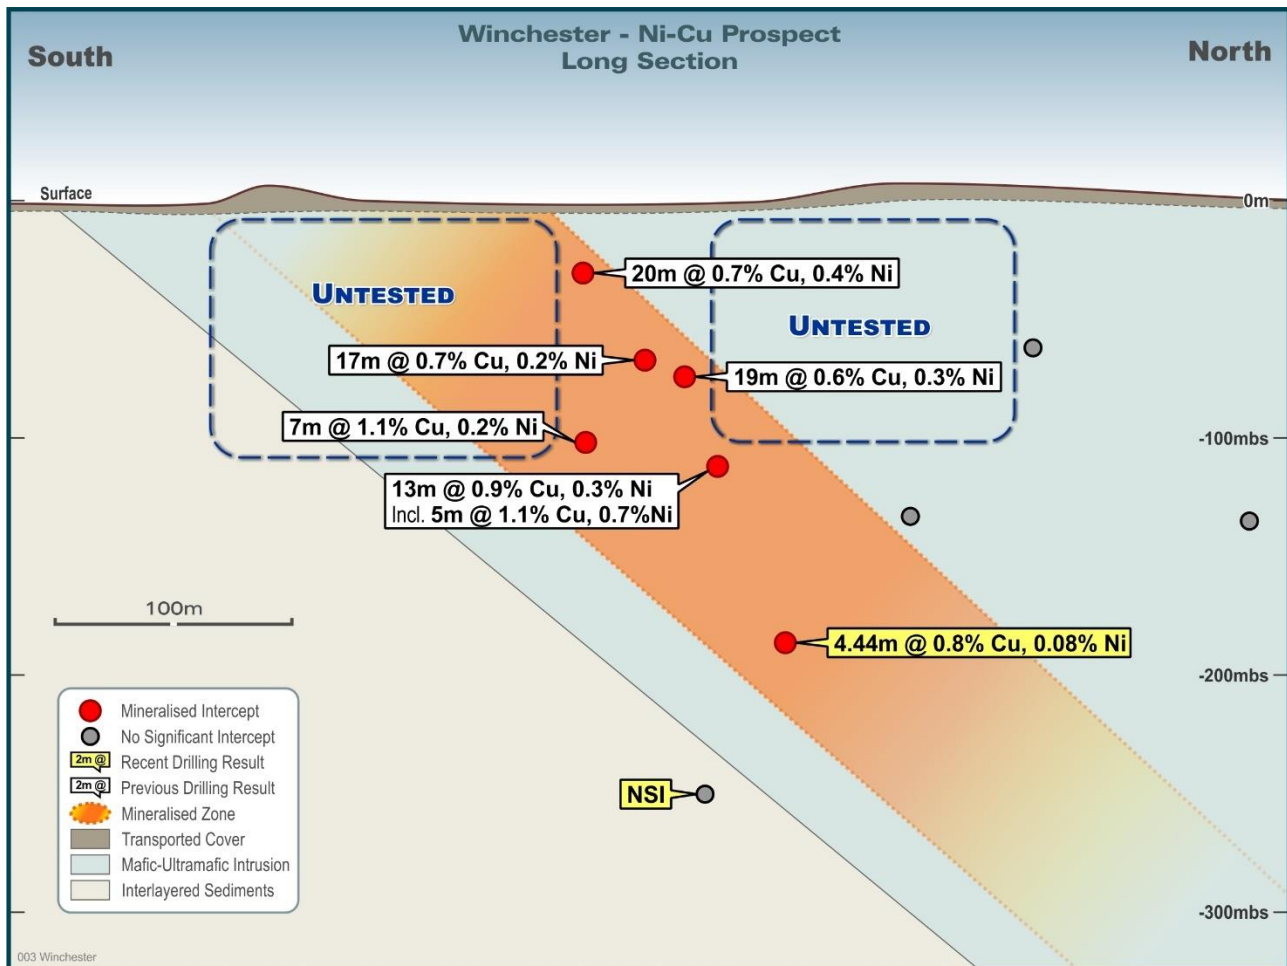 Winchester - Ni-Cu Prospect
Long Section
South
North
Surface
0m
20m @ 0.7% Cu, 0.4% Ni
UNTESTED
UNTESTED
17m @ 0.7% Cu, 0.2% Ni
19m @ 0.6% Cu, 0.3% Ni
7m @ 1.1% Cu, 0.2% Ni
-100mbs
13m @ 0.9% Cu, 0.3% Ni
Incl. 5m @ 1.1% Cu, 0.7%Ni
100m
4.44m @ 0.8% Cu, 0.08% Ni
-200mbs
Mineralised Intercept
No Significant Intercept
2m @ Recent Drilling Result
2m @ Previous Drilling Result
Mineralised Zone
Transported Cover
Mafic-Ultramafic Intrusion
Interlayered Sediments
NSI
-300mbs
003 Winchester